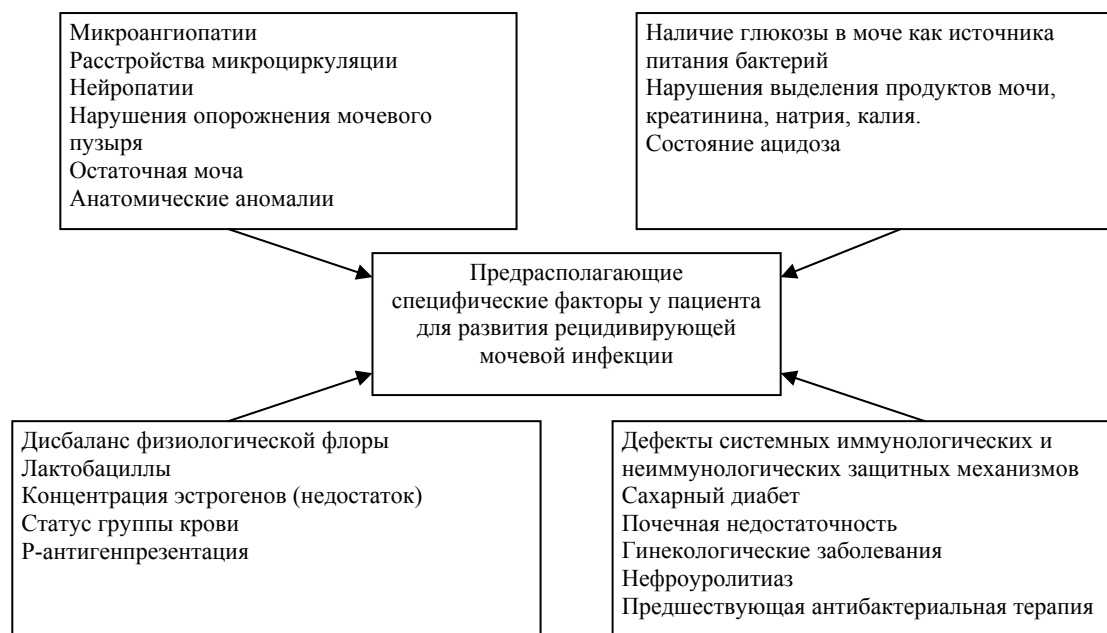 Микроангиопатии
Расстройства микроциркуляции
Нейропатии
Нарушения опорожнения мочевого
пузыря
Остаточная моча
Анатомические аномалии
Наличие глюкозы в моче как источника
питания бактерий
Нарушения выделения продуктов мочи,
креатинина, натрия, калия.
Состояние ацидоза
Предрасполагающие
специфические факторы у пациента
для развития рецидивирующей
мочевой инфекции
Дисбаланс физиологической флоры
Лактобациллы
Концентрация эстрогенов (недостаток)
Статус группы крови
Р-антигенпрезентация
Дефекты системных иммунологических и
неиммунологических защитных механизмов
Сахарный диабет
Почечная недостаточность
Гинекологические заболевания
Нефроуролитиаз
Предшествующая антибактериальная терапия